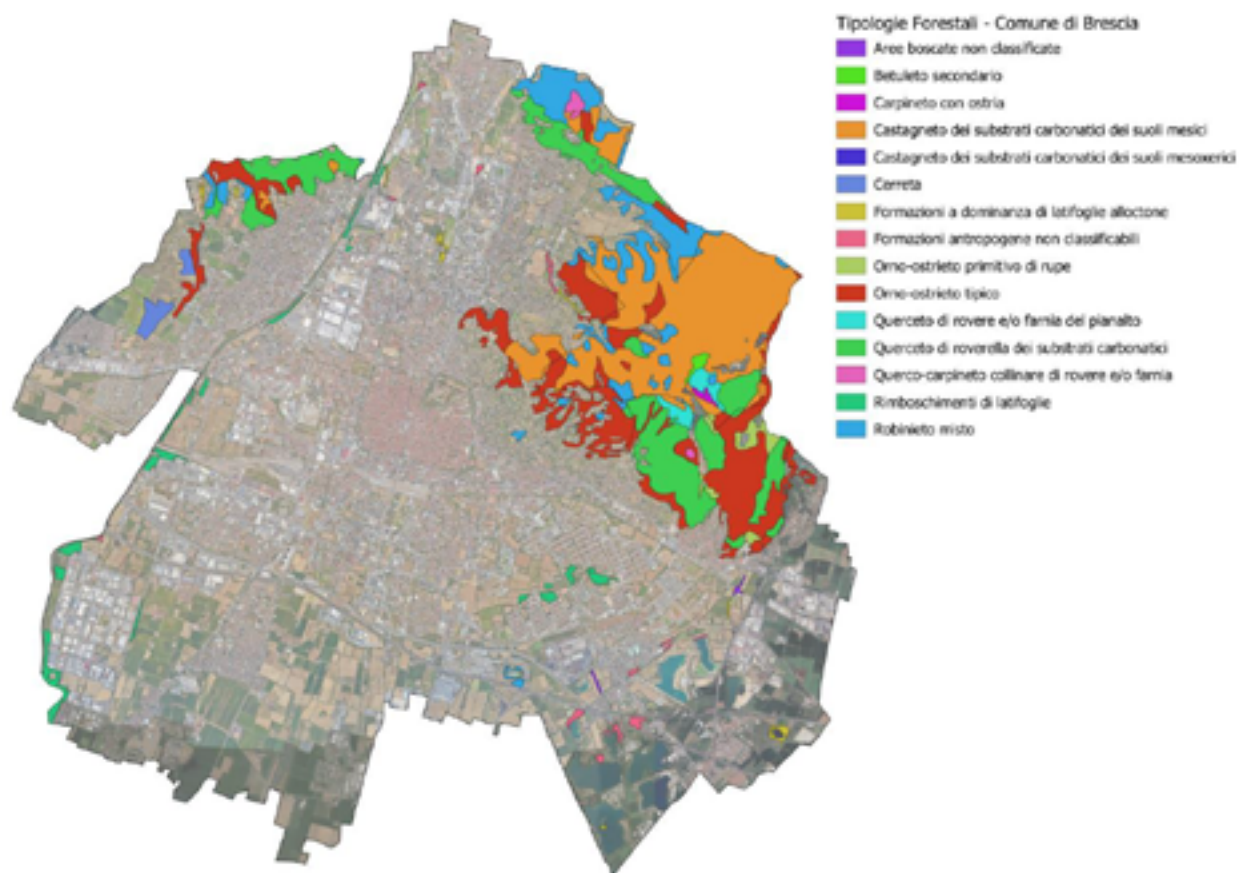 Tipologie Forestali - Comune di Brescia
Aree boscate non classificate
Betuleto secondario
Carpineto con ostria
Castagneto dei substrati carbonatici dei suoli mesici
Castagneto dei substrati carbonatici dei suoli mesoxerici
Cerreta
Formazioni a dominanza di latifoglie alloctone
Formazioni antropogene non classificabili
Orno-ostrieto primitivo di rupe
Orno-ostrieto tipico
Querceto di rovere e/o farnia del pianalto
Querceto di roverella dei substrati carbonatici
Querco-carpineto collinare di rovere e/o farnia
Rimboschimenti di latifoglie
Robinieto misto